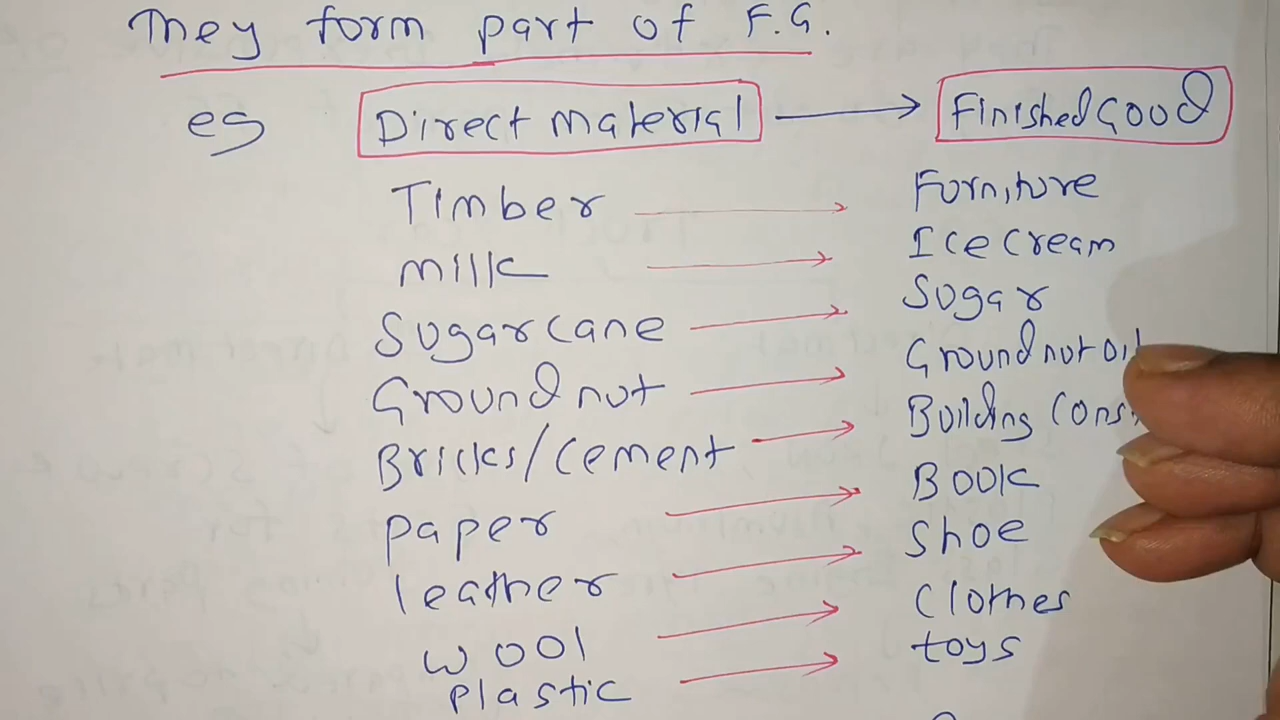 They form part of F.G.
eg Direct material → Finished Good
Timber → Furniture
milk → Ice cream
Sugarcane → Sugar
Groundnut → Groundnut oil
Bricks/cement → Building Cons
paper → Book
leather → Shoe
wool → Clothes
plastic → toys